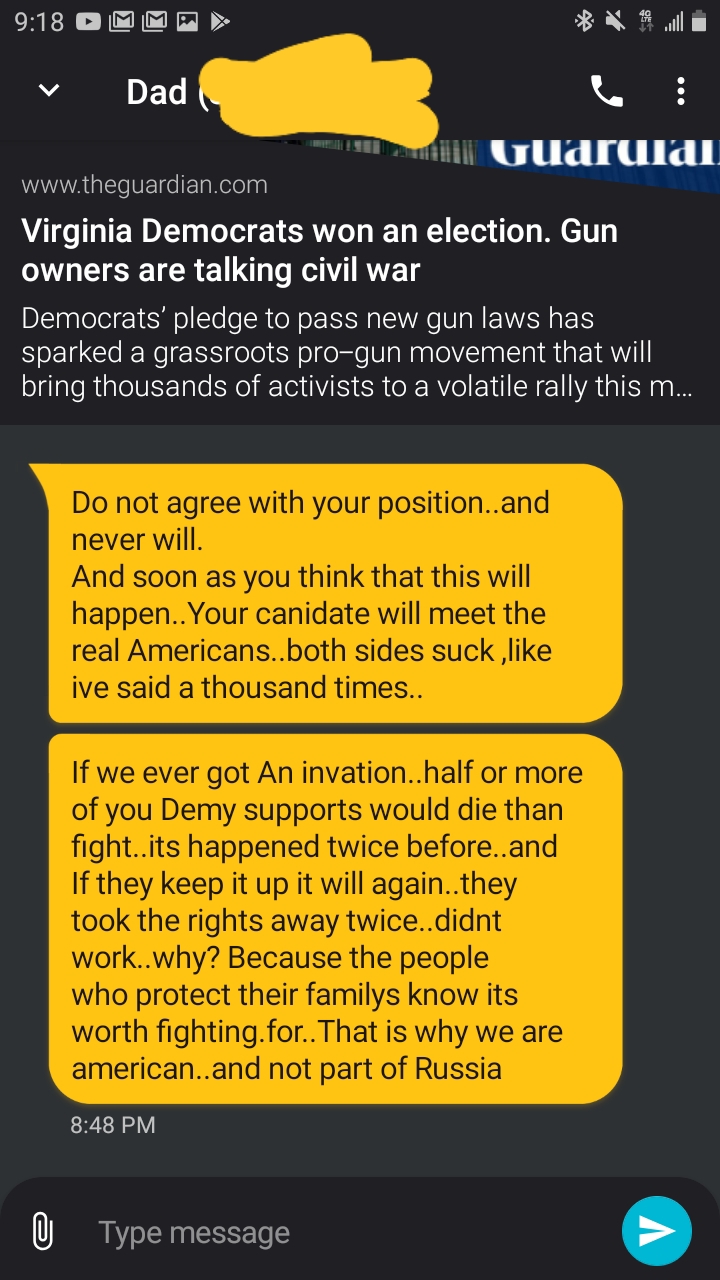 9:18
4G
LTE
Dad (
Guardian
www.theguardian.com
Virginia Democrats won an election. Gun
owners are talking civil war
Democrats’ pledge to pass new gun laws has
sparked a grassroots pro–gun movement that will
bring thousands of activists to a volatile rally this m...
Do not agree with your position..and
never will.
And soon as you think that this will
happen..Your canidate will meet the
real Americans..both sides suck ,like
ive said a thousand times..
If we ever got An invation..half or more
of you Demy supports would die than
fight..its happened twice before..and
If they keep it up it will again..they
took the rights away twice..didnt
work..why? Because the people
who protect their familys know its
worth fighting.for..That is why we are
american..and not part of Russia
8:48 PM
Type message